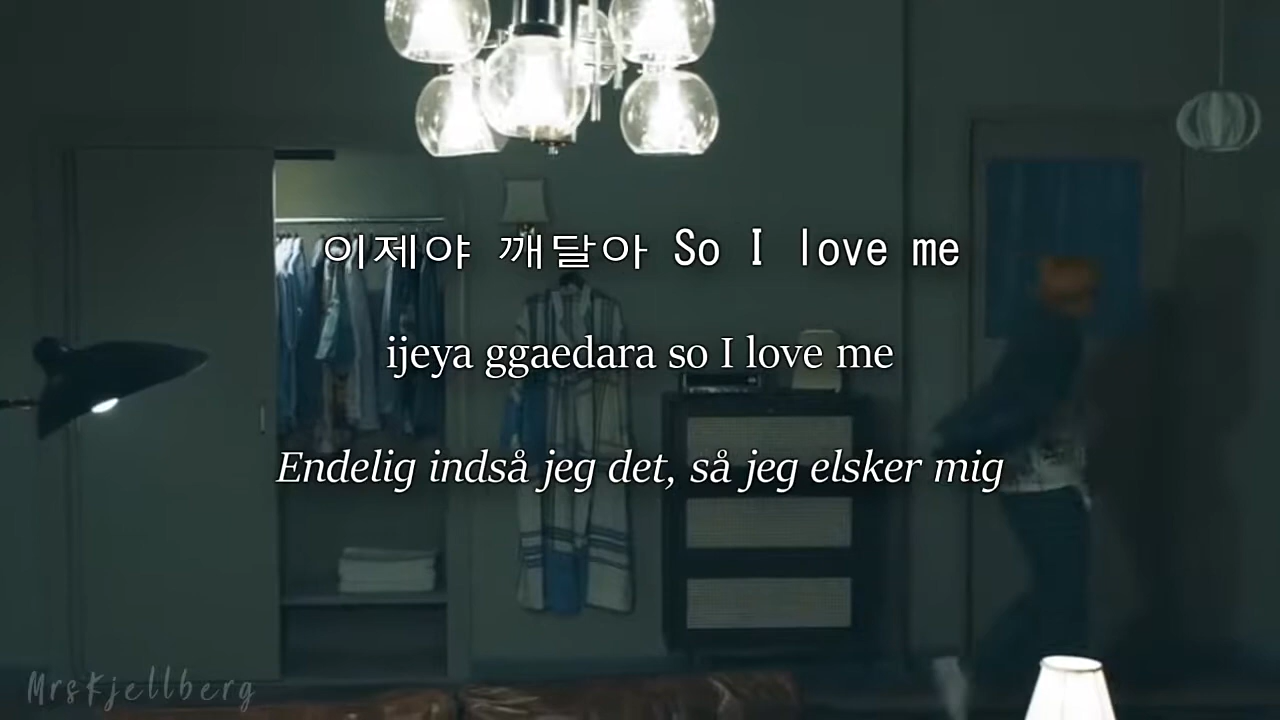 이제야 깨달아 So I love me
ijeya ggaedara so I love me
Endelig indså jeg det, så jeg elsker mig
MrsKjellberg